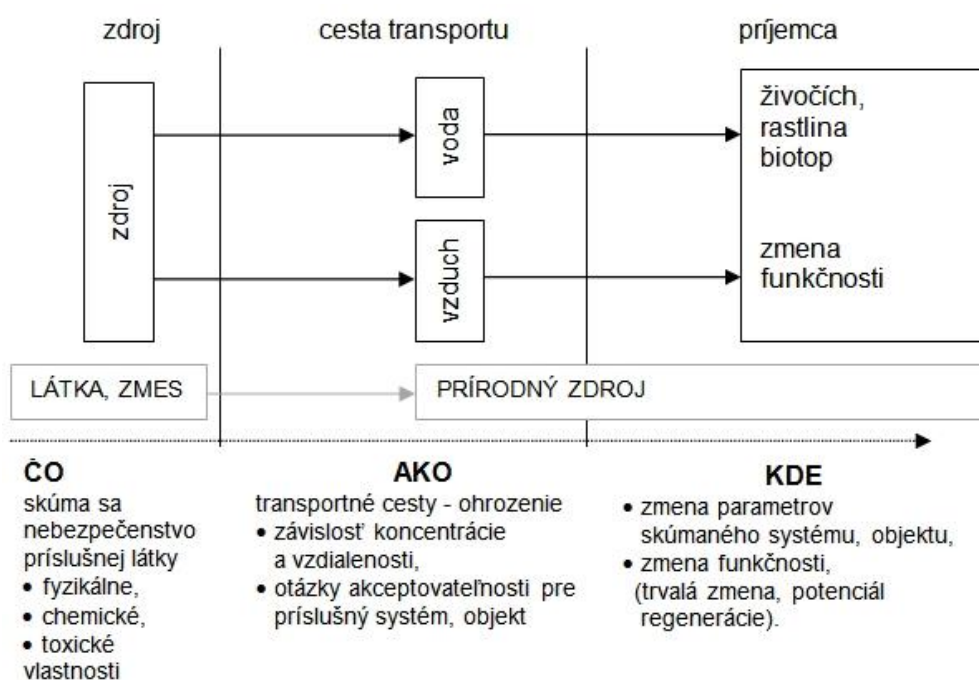 zdroj
cesta transportu
príjemca
zdroj
voda
vzduch
živočích,
rastlina
biotop
zmena
funkčnosti
LÁTKA, ZMES
PRÍRODNÝ ZDROJ
ČO
skúma sa
nebezpečenstvo
príslušnej látky
• fyzikálne,
• chemické,
• toxické
vlastnosti
AKO
transportné cesty - ohrozenie
• závislosť koncentrácie
a vzdialenosti,
• otázky akceptovateľnosti pre
príslušný systém, objekt
KDE
• zmena parametrov
skúmaného systému, objektu,
• zmena funkčnosti,
(trvalá zmena, potenciál
regenerácie).